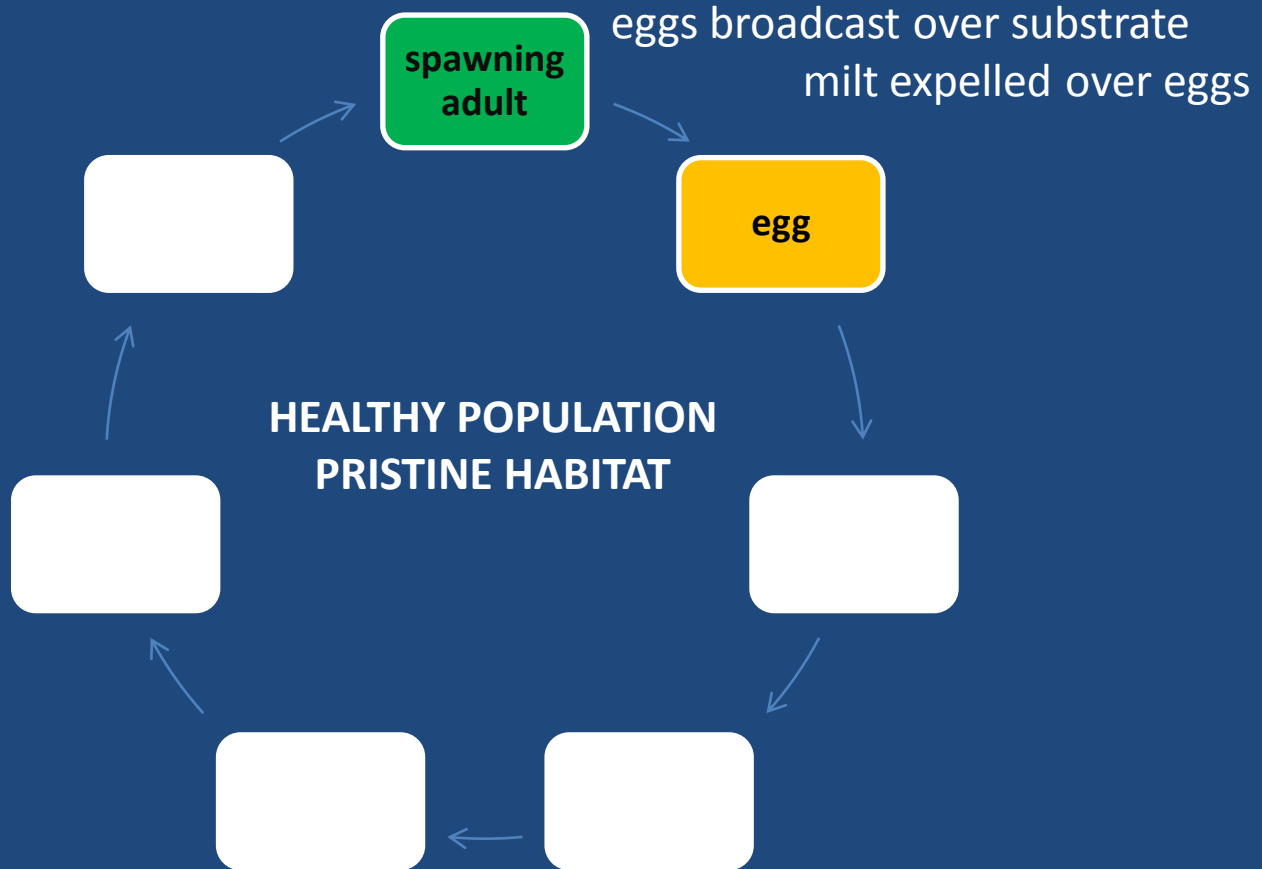 eggs broadcast over substrate
milt expelled over eggs
spawning
adult
egg
HEALTHY POPULATION
PRISTINE HABITAT